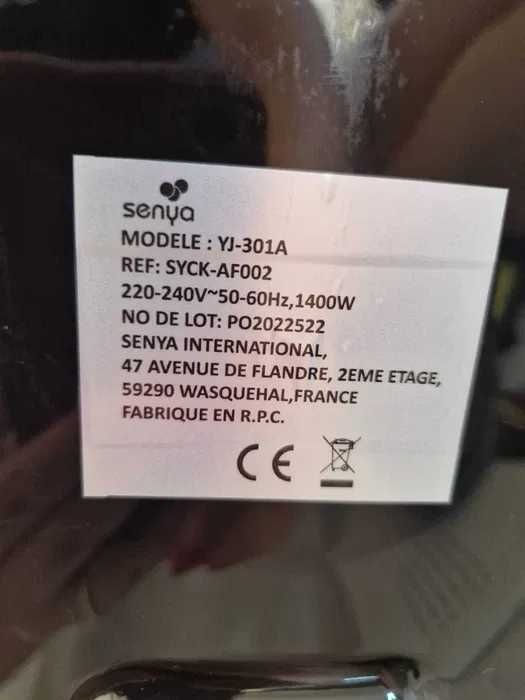 senya
MODELE : YJ-301A
REF: SYCK-AF002
220-240V~50-60Hz,1400W
NO DE LOT: PO2022522
SENYA INTERNATIONAL,
47 AVENUE DE FLANDRE, 2EME ETAGE,
59290 WASQUEHAL,FRANCE
FABRIQUE EN R.P.C.
CE